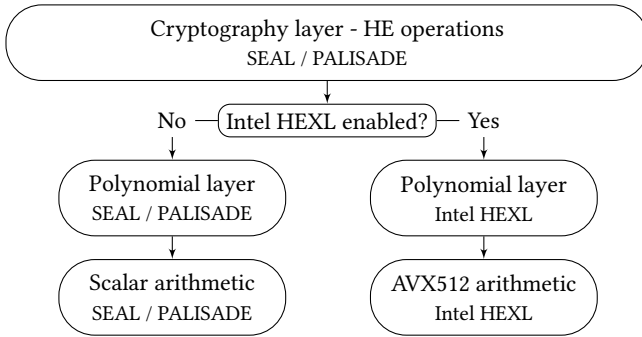 Cryptography layer - HE operations
SEAL / PALISADE
No
Intel HEXL enabled?
Yes
Polynomial layer
SEAL / PALISADE
Polynomial layer
Intel HEXL
Scalar arithmetic
SEAL / PALISADE
AVX512 arithmetic
Intel HEXL